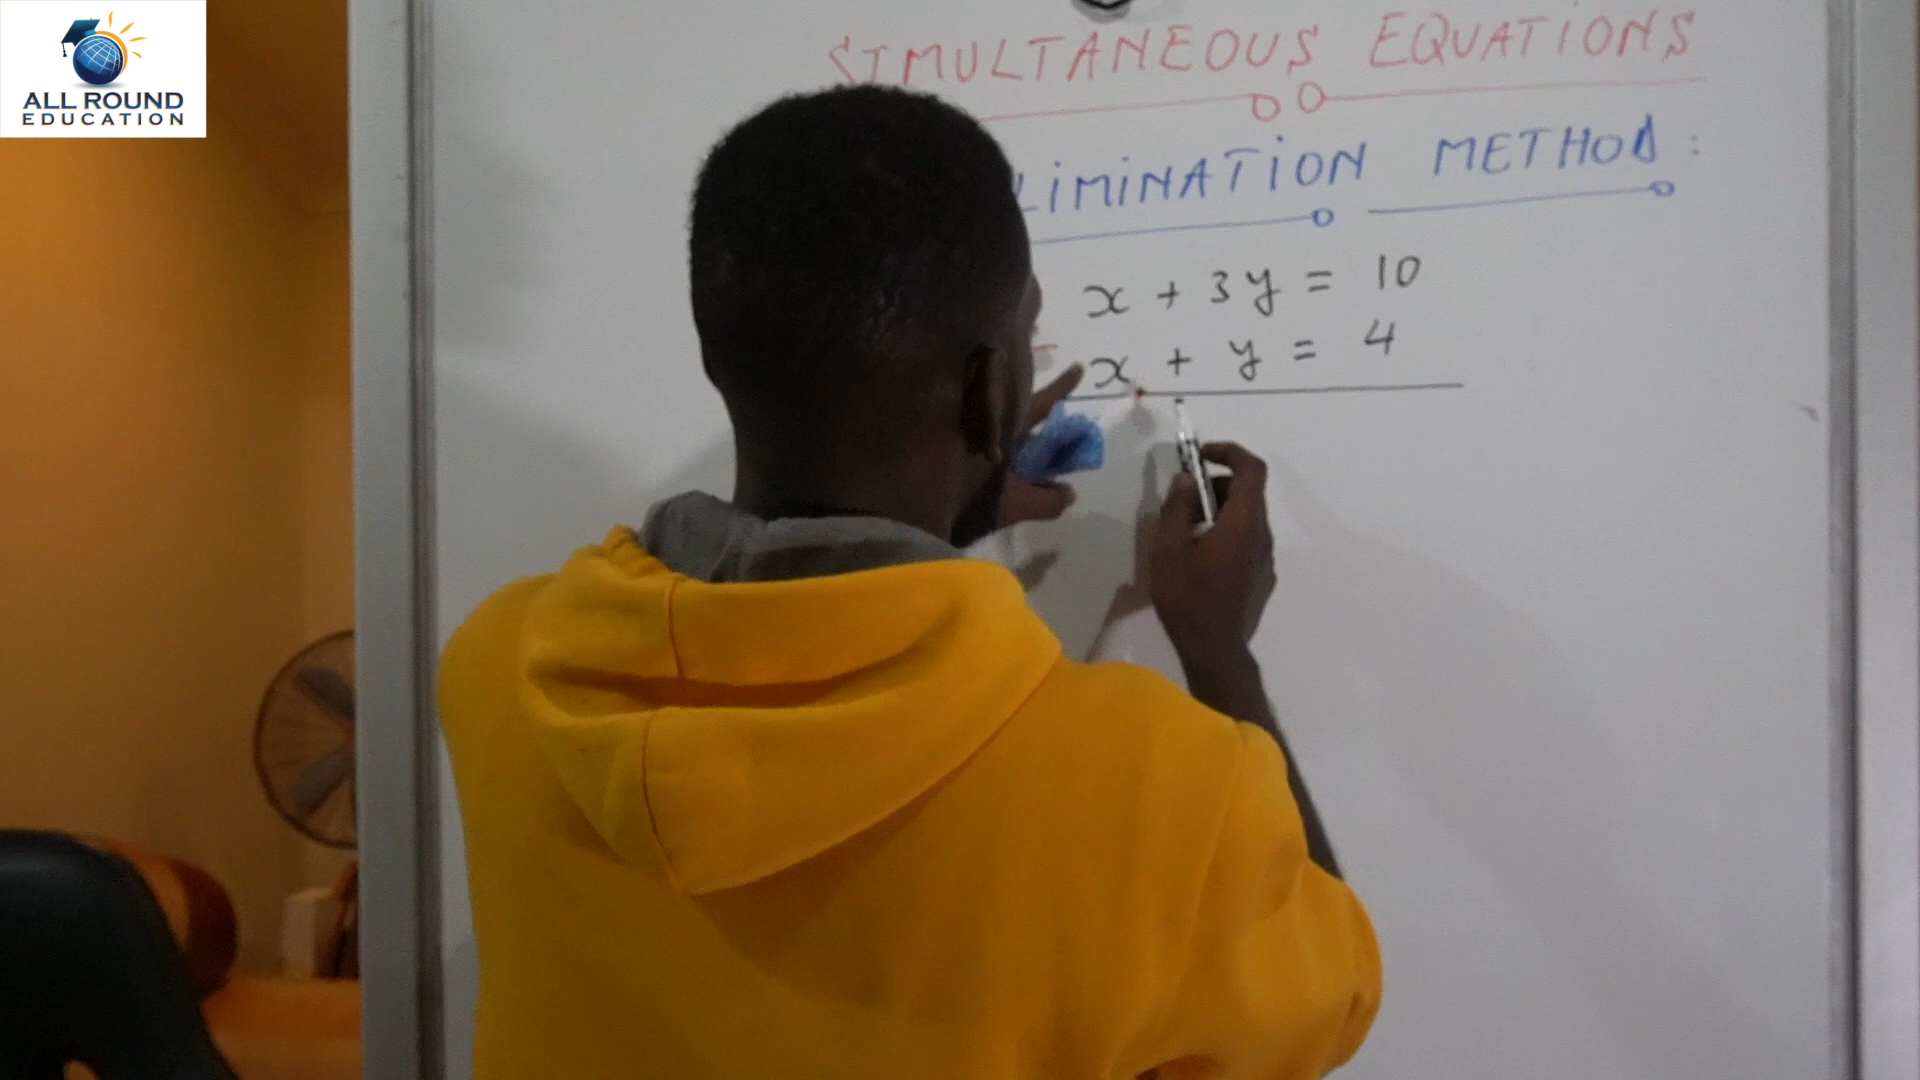 ALL ROUND
EDUCATION
SIMULTANEOUS EQUATIONS
LIMINATION METHOD :
x + 3y = 10
- x + y = 4